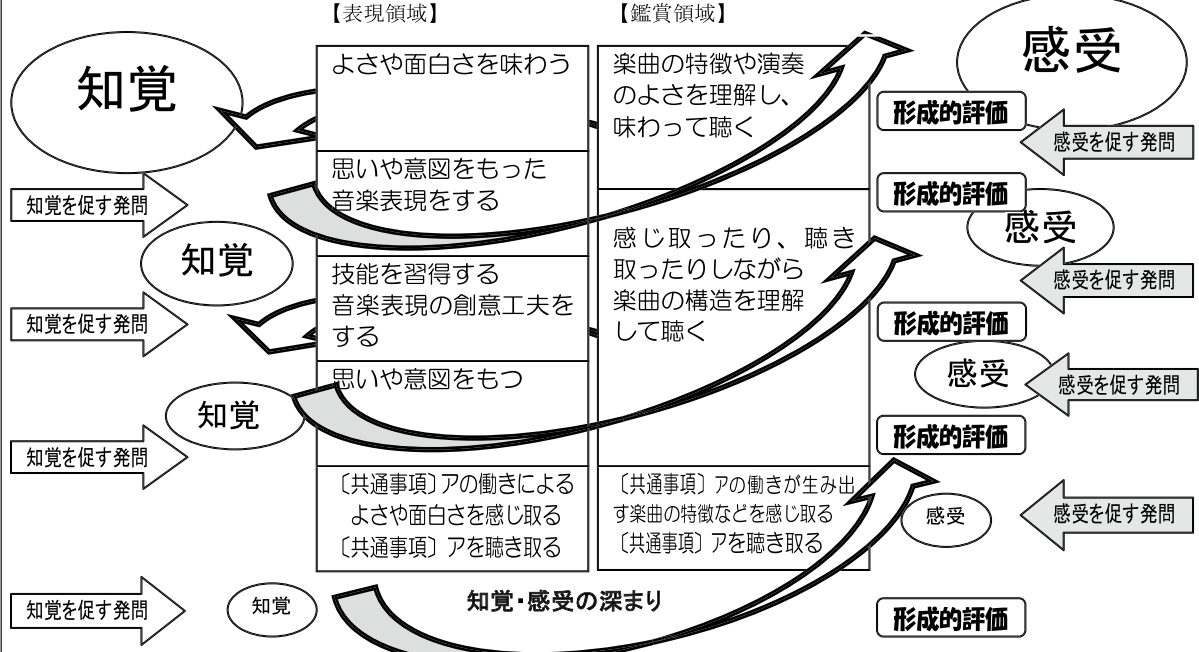 【表現領域】
【鑑賞領域】
知覚
知覚を促す発問
知覚
知覚を促す発問
知覚
知覚を促す発問
知覚を促す発問
知覚
よさや面白さを味わう
思いや意図をもった
音楽表現をする
技能を習得する
音楽表現の創意工夫を
する
思いや意図をもつ
〔共通事項〕アの働きによる
よさや面白さを感じ取る
〔共通事項〕アを聴き取る
楽曲の特徴や演奏
のよさを理解し、
味わって聴く
感じ取ったり、聴き
取ったりしながら
楽曲の構造を理解
して聴く
〔共通事項〕アの働きが生み出
す楽曲の特徴などを感じ取る
〔共通事項〕アを聴き取る
知覚・感受の深まり
感受
形成的評価
感受を促す発問
形成的評価
感受
感受を促す発問
形成的評価
感受
感受を促す発問
形成的評価
感受
感受を促す発問
形成的評価